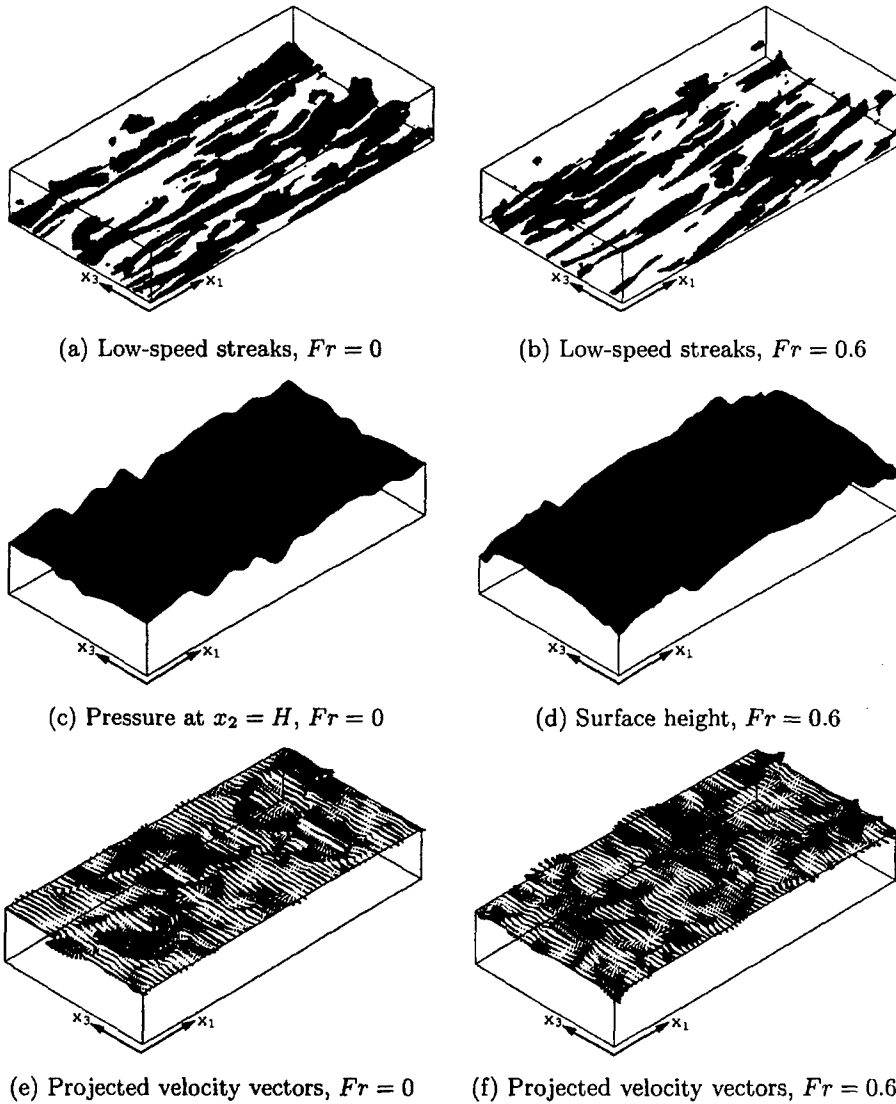 x₃ x₁
x₃ x₁
(a) Low-speed streaks, Fr = 0
(b) Low-speed streaks, Fr = 0.6
x₃ x₁
x₃ x₁
(c) Pressure at x₂ = H, Fr = 0
(d) Surface height, Fr = 0.6
x₃ x₁
x₃ x₁
(e) Projected velocity vectors, Fr = 0
(f) Projected velocity vectors, Fr = 0.6